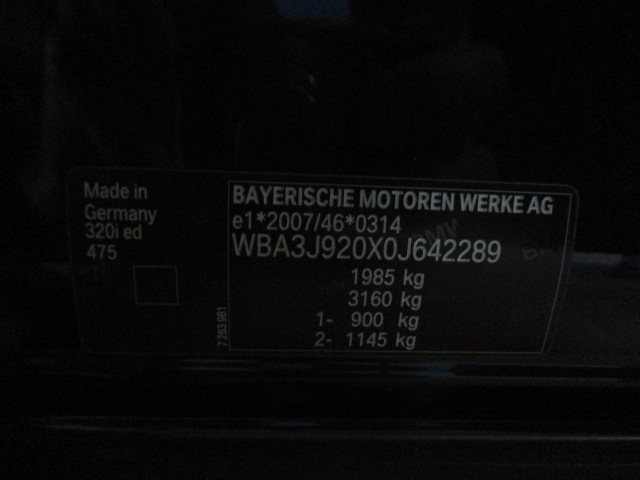 Made in
Germany
320i ed
475
BAYERISCHE MOTOREN WERKE AG
e1*2007/46*0314
WBA3J920X0J642289
1985 kg
3160 kg
1- 900 kg
2- 1145 kg
7263981